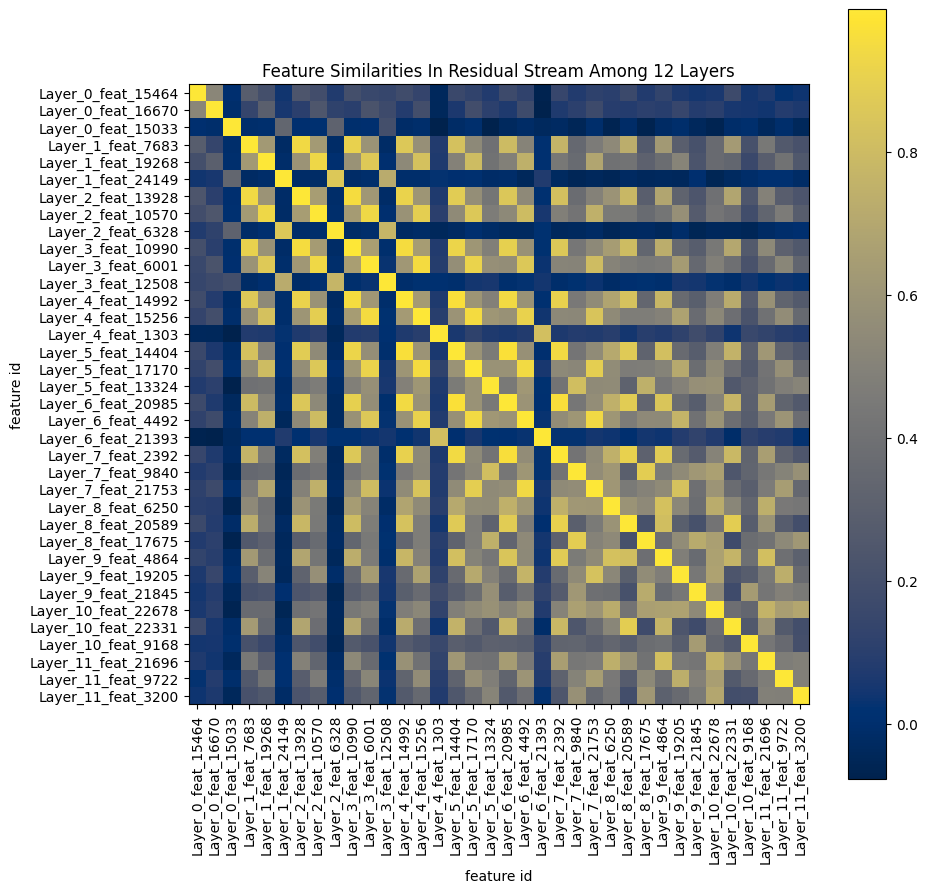 Feature Similarities In Residual Stream Among 12 Layers
feature id
Layer_0_feat_15464
Layer_0_feat_16670
Layer_0_feat_15033
Layer_1_feat_7683
Layer_1_feat_19268
Layer_1_feat_24149
Layer_2_feat_13928
Layer_2_feat_10570
Layer_2_feat_6328
Layer_3_feat_10990
Layer_3_feat_6001
Layer_3_feat_12508
Layer_4_feat_14992
Layer_4_feat_15256
Layer_4_feat_1303
Layer_5_feat_14404
Layer_5_feat_17170
Layer_5_feat_13324
Layer_6_feat_20985
Layer_6_feat_4492
Layer_6_feat_21393
Layer_7_feat_2392
Layer_7_feat_9840
Layer_7_feat_21753
Layer_8_feat_6250
Layer_8_feat_20589
Layer_8_feat_17675
Layer_9_feat_4864
Layer_9_feat_19205
Layer_9_feat_21845
Layer_10_feat_22678
Layer_10_feat_22331
Layer_10_feat_9168
Layer_11_feat_21696
Layer_11_feat_9722
Layer_11_feat_3200
Layer_0_feat_15464
Layer_0_feat_16670
Layer_0_feat_15033
Layer_1_feat_7683
Layer_1_feat_19268
Layer_1_feat_24149
Layer_2_feat_13928
Layer_2_feat_10570
Layer_2_feat_6328
Layer_3_feat_10990
Layer_3_feat_6001
Layer_3_feat_12508
Layer_4_feat_14992
Layer_4_feat_15256
Layer_4_feat_1303
Layer_5_feat_14404
Layer_5_feat_17170
Layer_5_feat_13324
Layer_6_feat_20985
Layer_6_feat_4492
Layer_6_feat_21393
Layer_7_feat_2392
Layer_7_feat_9840
Layer_7_feat_21753
Layer_8_feat_6250
Layer_8_feat_20589
Layer_8_feat_17675
Layer_9_feat_4864
Layer_9_feat_19205
Layer_9_feat_21845
Layer_10_feat_22678
Layer_10_feat_22331
Layer_10_feat_9168
Layer_11_feat_21696
Layer_11_feat_9722
Layer_11_feat_3200
feature id
0.8
0.6
0.4
0.2
0.0